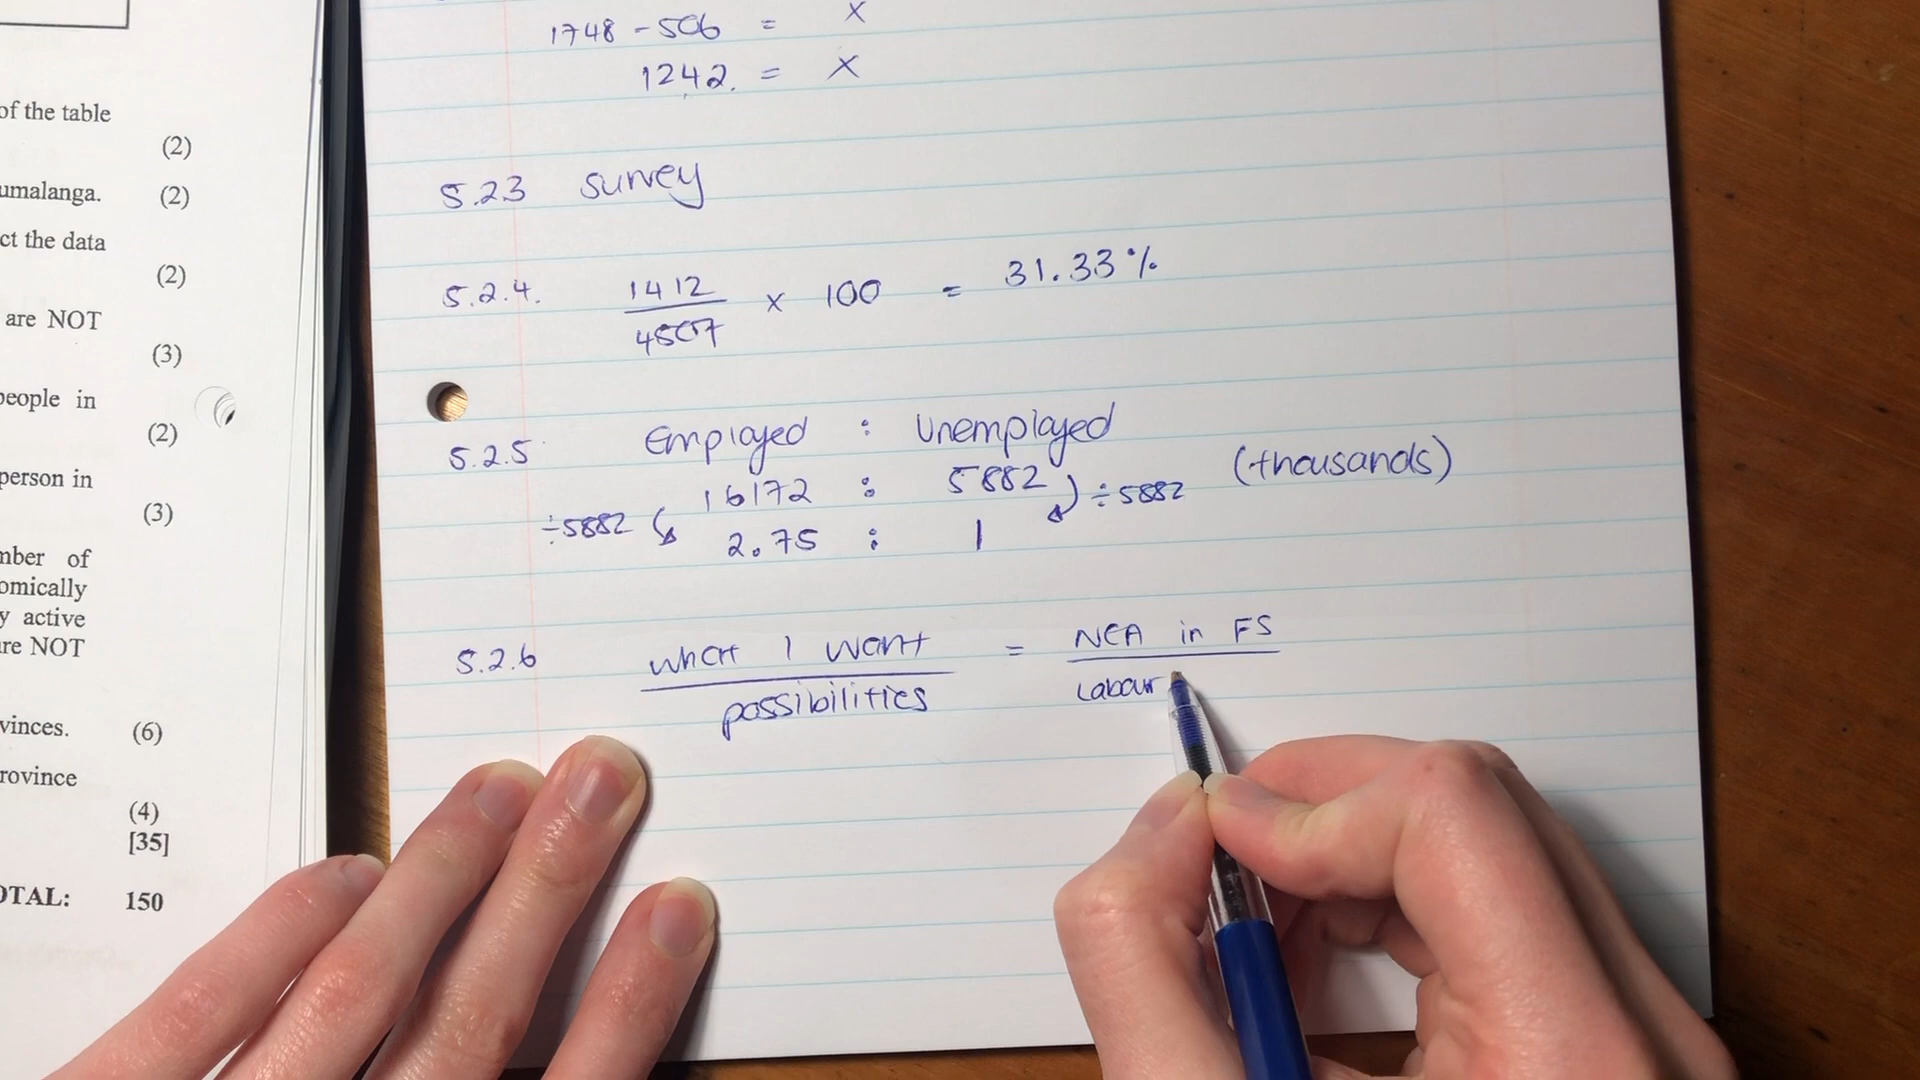 1748 - 506 = x
1242. = x
of the table
(2)
umalanga. (2)
ct the data
(2)
are NOT
(3)
people in
(2)
person in
(3)
mber of
omically
y active
re NOT
vinces. (6)
rovince
(4)
[35]
OTAL: 150
5.2.3 survey
5.2.4. 1412
4507 x 100 = 31.33%
5.2.5 Employed : Unemployed
16172 : 5882 (thousands)
÷5882 ÷5882
2.75 : 1
5.2.6 what I want = NEA in FS
possibilities labour